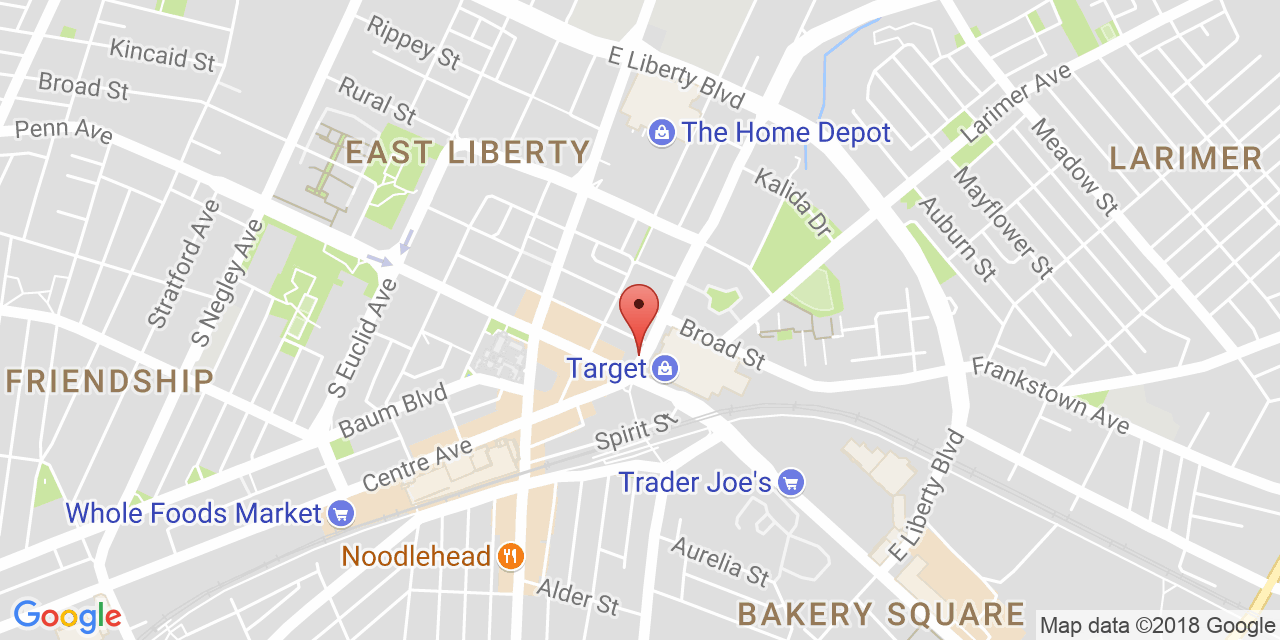 Rippey St
Kincaid St
E Liberty Blvd
Broad St
Rural St
Larimer Ave
Penn Ave
The Home Depot
EAST LIBERTY
LARIMER
Meadow St
Kalida Dr
Mayflower St
Auburn St
Stratford Ave
S Negley Ave
S Euclid Ave
Broad St
Target
FRIENDSHIP
Frankstown Ave
Baum Blvd
Spirit St
Centre Ave
Trader Joe's
E Liberty Blvd
Whole Foods Market
Noodlehead
Aurelia St
Alder St
BAKERY SQUARE
Google
Map data ©2018 Google